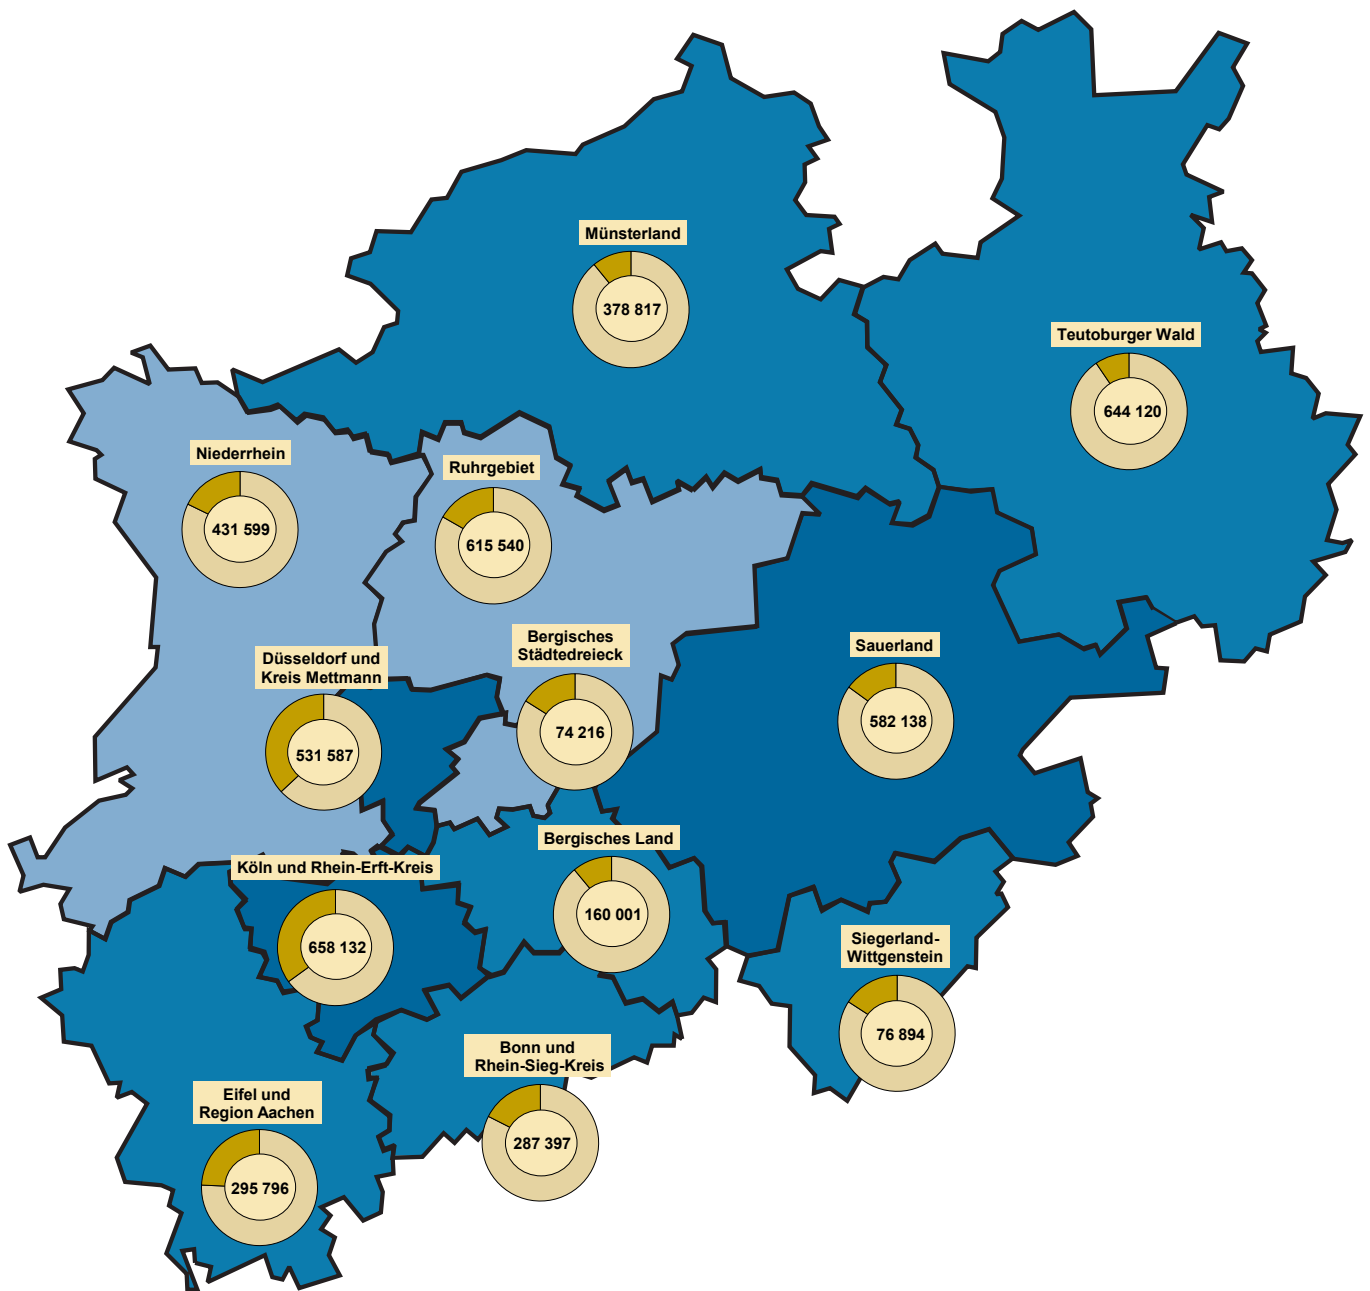 Münsterland
378 817
Teutoburger Wald
644 120
Niederrhein
431 599
Ruhrgebiet
615 540
Bergisches
Städtedreieck
74 216
Sauerland
582 138
Düsseldorf und
Kreis Mettmann
531 587
Bergisches Land
160 001
Köln und Rhein-Erft-Kreis
658 132
Siegerland-
Wittgenstein
76 894
Bonn und
Rhein-Sieg-Kreis
287 397
Eifel und
Region Aachen
295 796